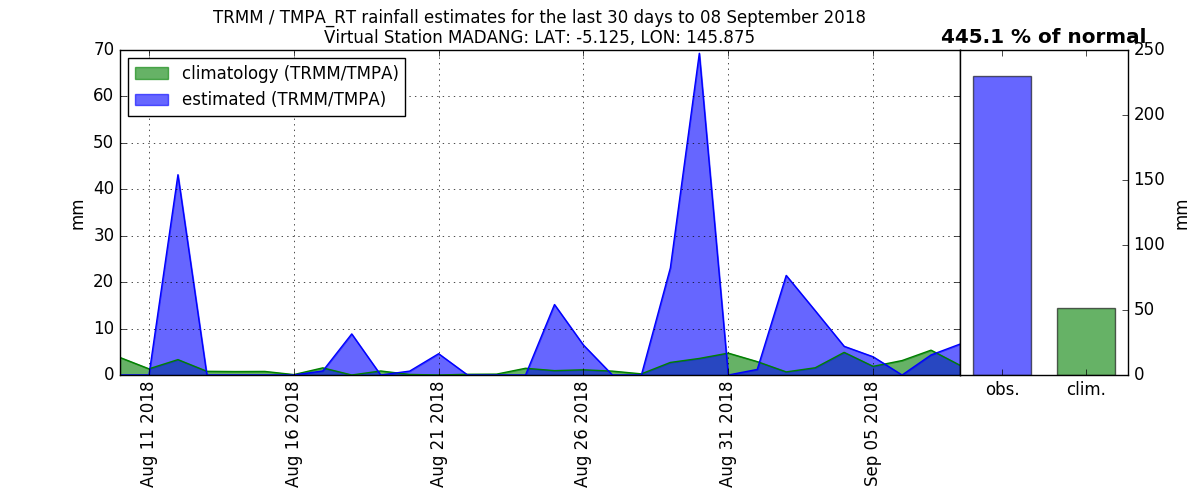 TRMM / TMPA_RT rainfall estimates for the last 30 days to 08 September 2018
Virtual Station MADANG: LAT: -5.125, LON: 145.875
445.1 % of normal
climatology (TRMM/TMPA)
estimated (TRMM/TMPA)
mm
70
60
50
40
30
20
10
0
Aug 11 2018
Aug 16 2018
Aug 21 2018
Aug 26 2018
Aug 31 2018
Sep 05 2018
250
200
150
100
50
0
mm
obs.
clim.